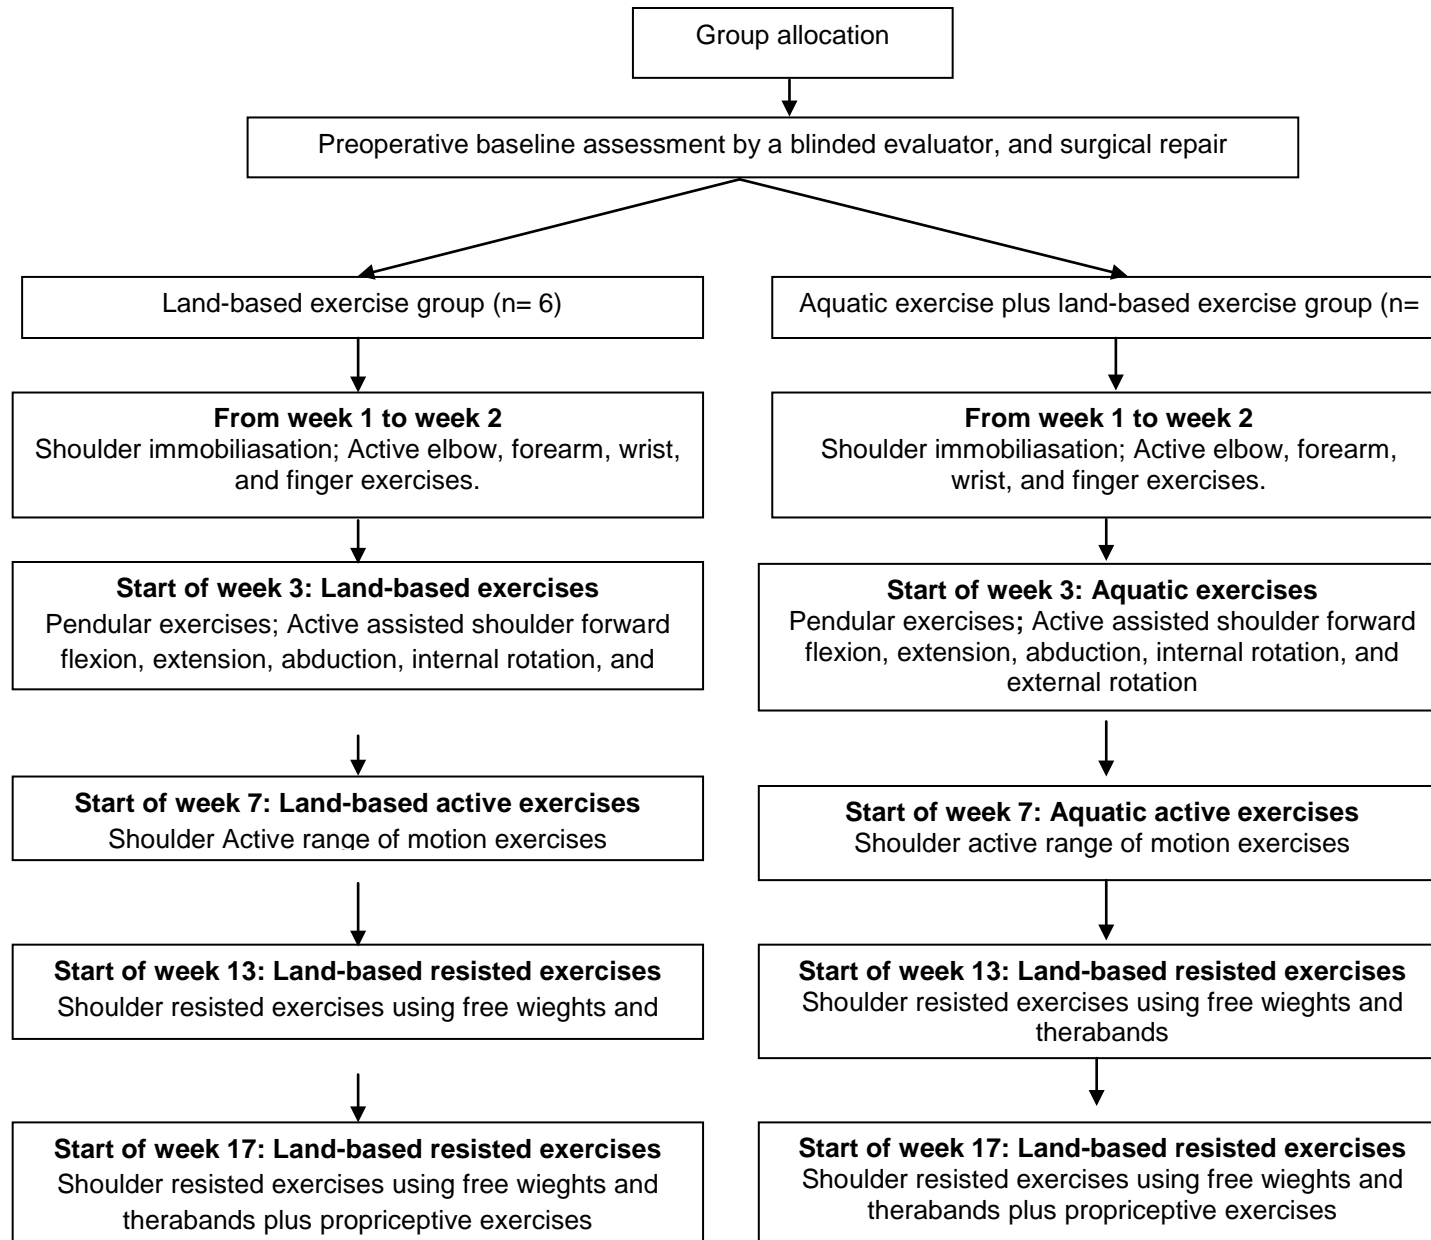 Group allocation
Preoperative baseline assessment by a blinded evaluator, and surgical repair
Land-based exercise group (n= 6)
Aquatic exercise plus land-based exercise group (n=
From week 1 to week 2
Shoulder immobiliasation; Active elbow, forearm, wrist,
and finger exercises.
From week 1 to week 2
Shoulder immobiliasation; Active elbow, forearm,
wrist, and finger exercises.
Start of week 3: Land-based exercises
Pendular exercises; Active assisted shoulder forward
flexion, extension, abduction, internal rotation, and
Start of week 3: Aquatic exercises
Pendular exercises; Active assisted shoulder forward
flexion, extension, abduction, internal rotation, and
external rotation
Start of week 7: Land-based active exercises
Shoulder Active range of motion exercises
Start of week 7: Aquatic active exercises
Shoulder active range of motion exercises
Start of week 13: Land-based resisted exercises
Shoulder resisted exercises using free wieghts and
Start of week 13: Land-based resisted exercises
Shoulder resisted exercises using free wieghts and
therabands
Start of week 17: Land-based resisted exercises
Shoulder resisted exercises using free wieghts and
therabands plus propriceptive exercises
Start of week 17: Land-based resisted exercises
Shoulder resisted exercises using free wieghts and
therabands plus propriceptive exercises